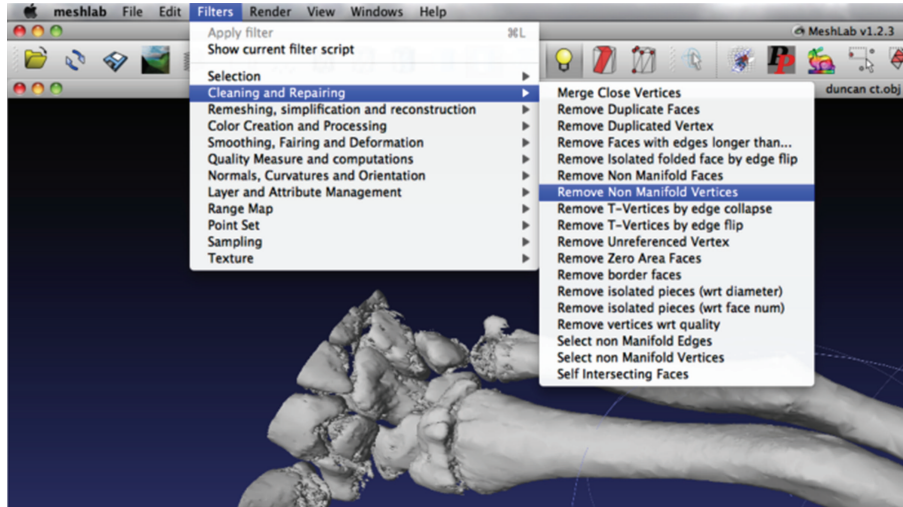 meshlab File Edit Filters Render View Windows Help
MeshLab v1.2.3
duncan ct.obj
Apply filter ⌘L
Show current filter script
Selection
Cleaning and Repairing
Remeshing, simplification and reconstruction
Color Creation and Processing
Smoothing, Fairing and Deformation
Quality Measure and computations
Normals, Curvatures and Orientation
Layer and Attribute Management
Range Map
Point Set
Sampling
Texture
Merge Close Vertices
Remove Duplicate Faces
Remove Duplicated Vertex
Remove Faces with edges longer than...
Remove Isolated folded face by edge flip
Remove Non Manifold Faces
Remove Non Manifold Vertices
Remove T-Vertices by edge collapse
Remove T-Vertices by edge flip
Remove Unreferenced Vertex
Remove Zero Area Faces
Remove border faces
Remove isolated pieces (wrt diameter)
Remove isolated pieces (wrt face num)
Remove vertices wrt quality
Select non Manifold Edges
Select non Manifold Vertices
Self Intersecting Faces